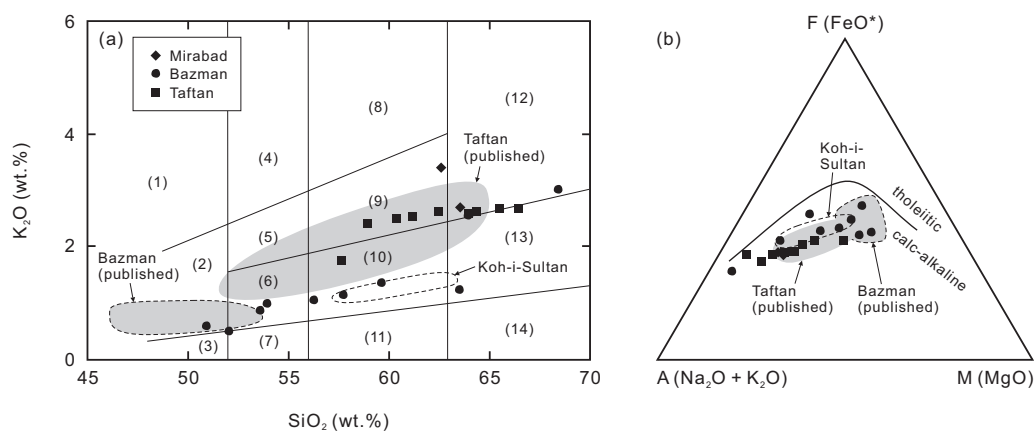 (a)
Mirabad
Bazman
Taftan
(1)
(2)
(3)
(4)
(5)
(6)
(7)
(8)
(9)
(10)
(11)
(12)
(13)
(14)
Taftan
(published)
Bazman
(published)
Koh-i-Sultan
6
4
2
0
45
50
55
60
65
70
K₂O (wt.%)
SiO₂ (wt.%)
(b)
F (FeO*)
Koh-i-
Sultan
tholeiitic
calc-alkaline
Taftan
(published)
Bazman
(published)
A (Na₂O + K₂O)
M (MgO)